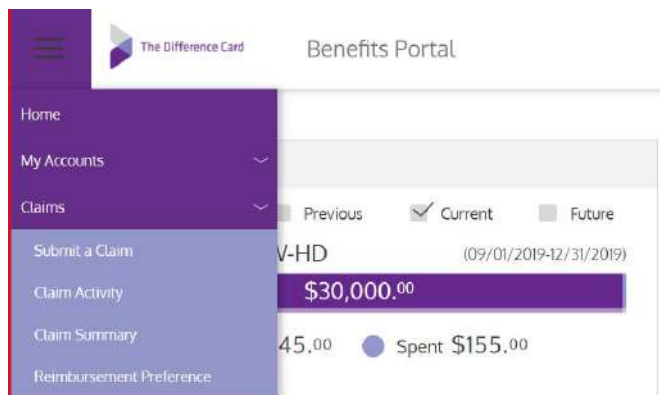 The Difference Card
Benefits Portal
Home
My Accounts
Claims
Submit a Claim
Claim Activity
Claim Summary
Reimbursement Preference
Previous
Current
Future
-HD
(09/01/2019-12/31/2019)
$30,000.00
45.00
Spent $155.00